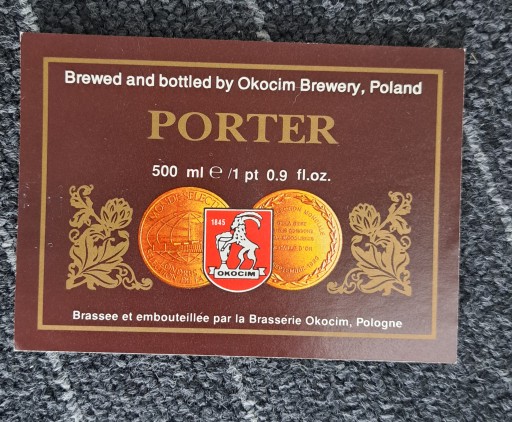 Brewed and bottled by Okocim Brewery, Poland
PORTER
500 ml ℮ /1 pt 0.9 fl.oz.
1845
OKOCIM
Brassee et embouteillée par la Brassérie Okocim, Pologne